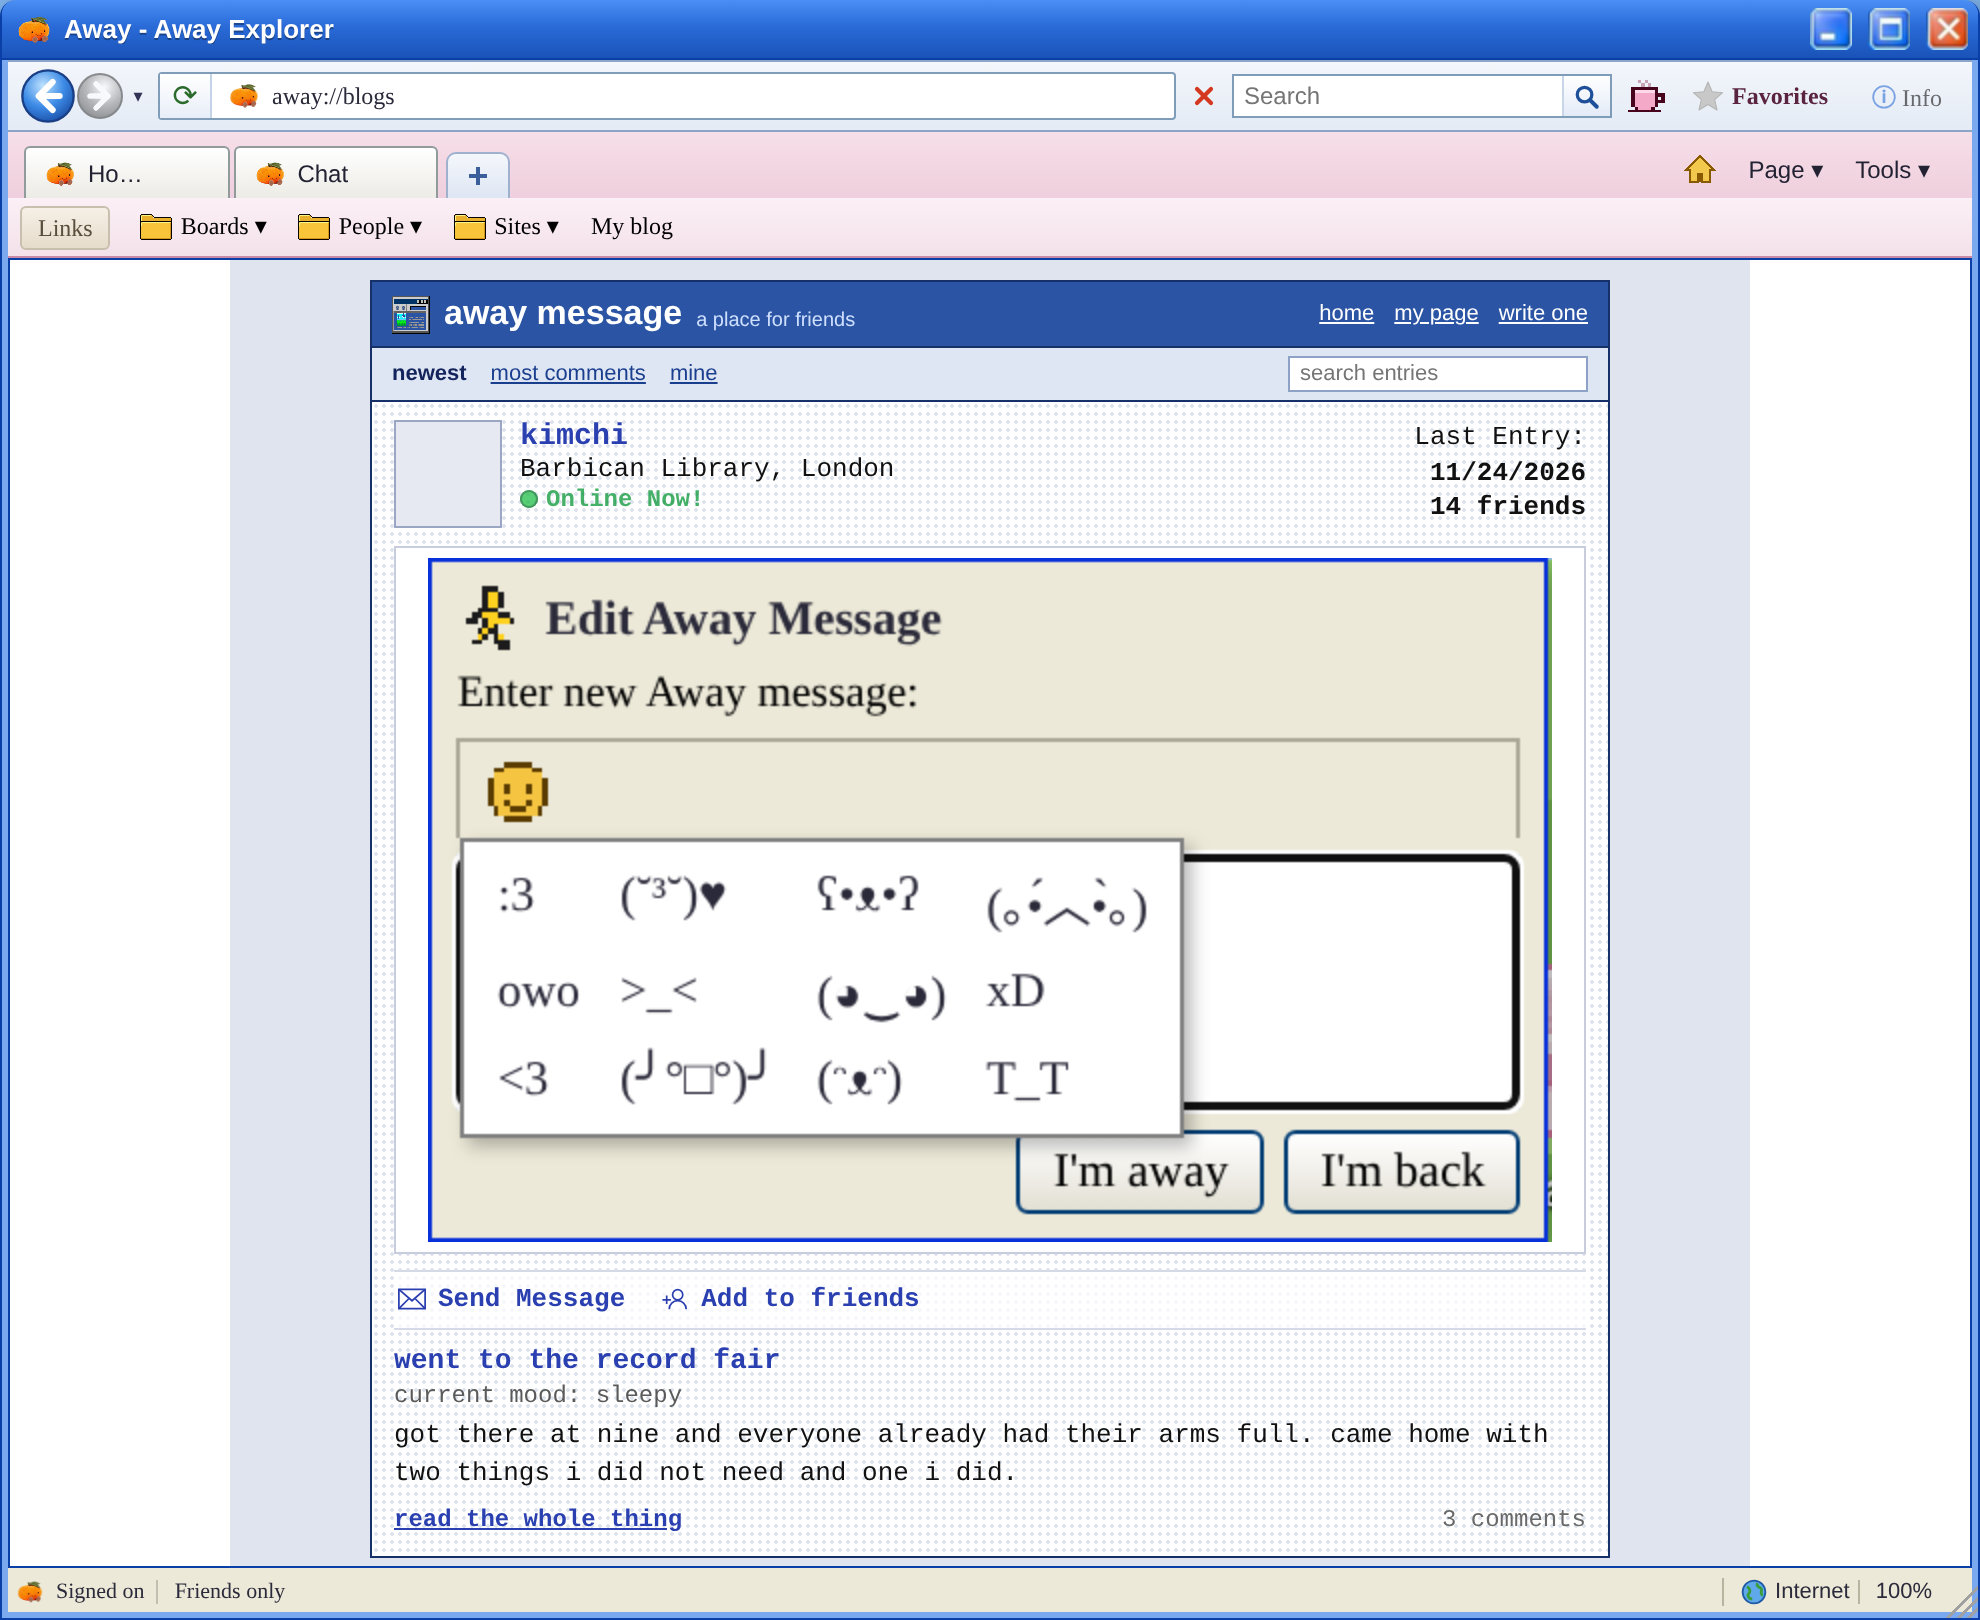 Away - Away Explorer
away://blogs
Search
Favorites
Info
Ho…
Chat
Page ▾
Tools ▾
Links
Boards ▾
People ▾
Sites ▾
My blog
away message a place for friends
home my page write one
newest most comments mine
search entries
kimchi
Barbican Library, London
Online Now!
Last Entry:
11/24/2026
14 friends
Edit Away Message
Enter new Away message:
:3 (˘³˘)♥ ʕ•ᴥ•ʔ (｡•́︿•̀｡)
owo >_< (◕‿◕) xD
<3 (╯°□°)╯ (ᵔᴥᵔ) T_T
I'm away I'm back
Send Message Add to friends
went to the record fair
current mood: sleepy
got there at nine and everyone already had their arms full. came home with
two things i did not need and one i did.
read the whole thing
3 comments
Signed on
Friends only
Internet
100%